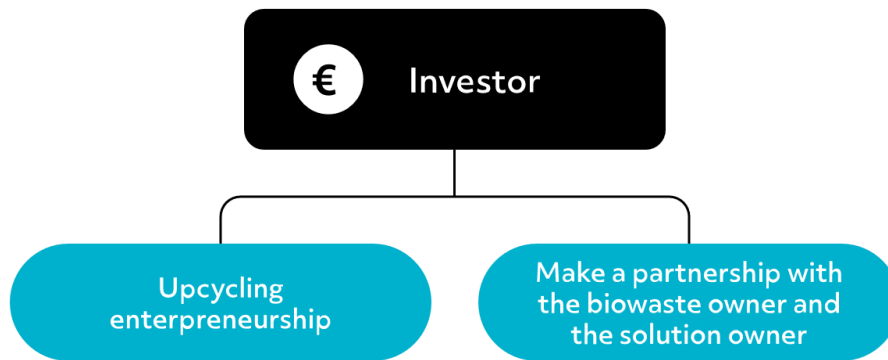 € Investor
Upcycling
enterpreneurship
Make a partnership with
the biowaste owner and
the solution owner